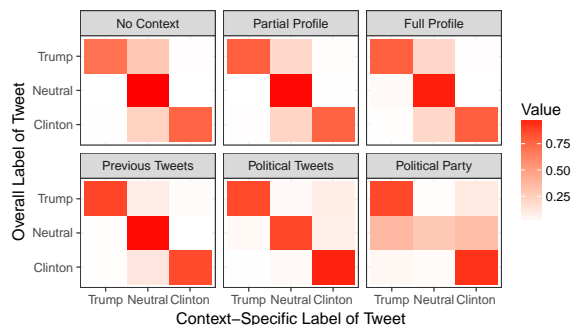 No Context Partial Profile Full Profile
Trump
Neutral
Clinton
Previous Tweets Political Tweets Political Party
Trump
Neutral
Clinton
Trump Neutral Clinton Trump Neutral Clinton Trump Neutral Clinton
Context−Specific Label of Tweet
Overall Label of Tweet
Value
0.75
0.50
0.25